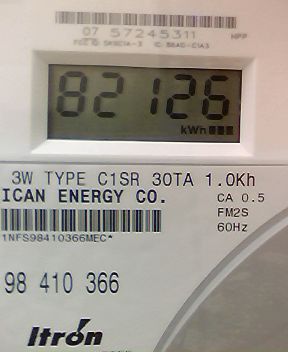 07 57245311 HPP
82126
kWh
3W TYPE C1SR 30TA 1.0Kh
ICAN ENERGY CO. CA 0.5
FM2S
1NFS98410366MEC* 60Hz
98 410 366
Itron